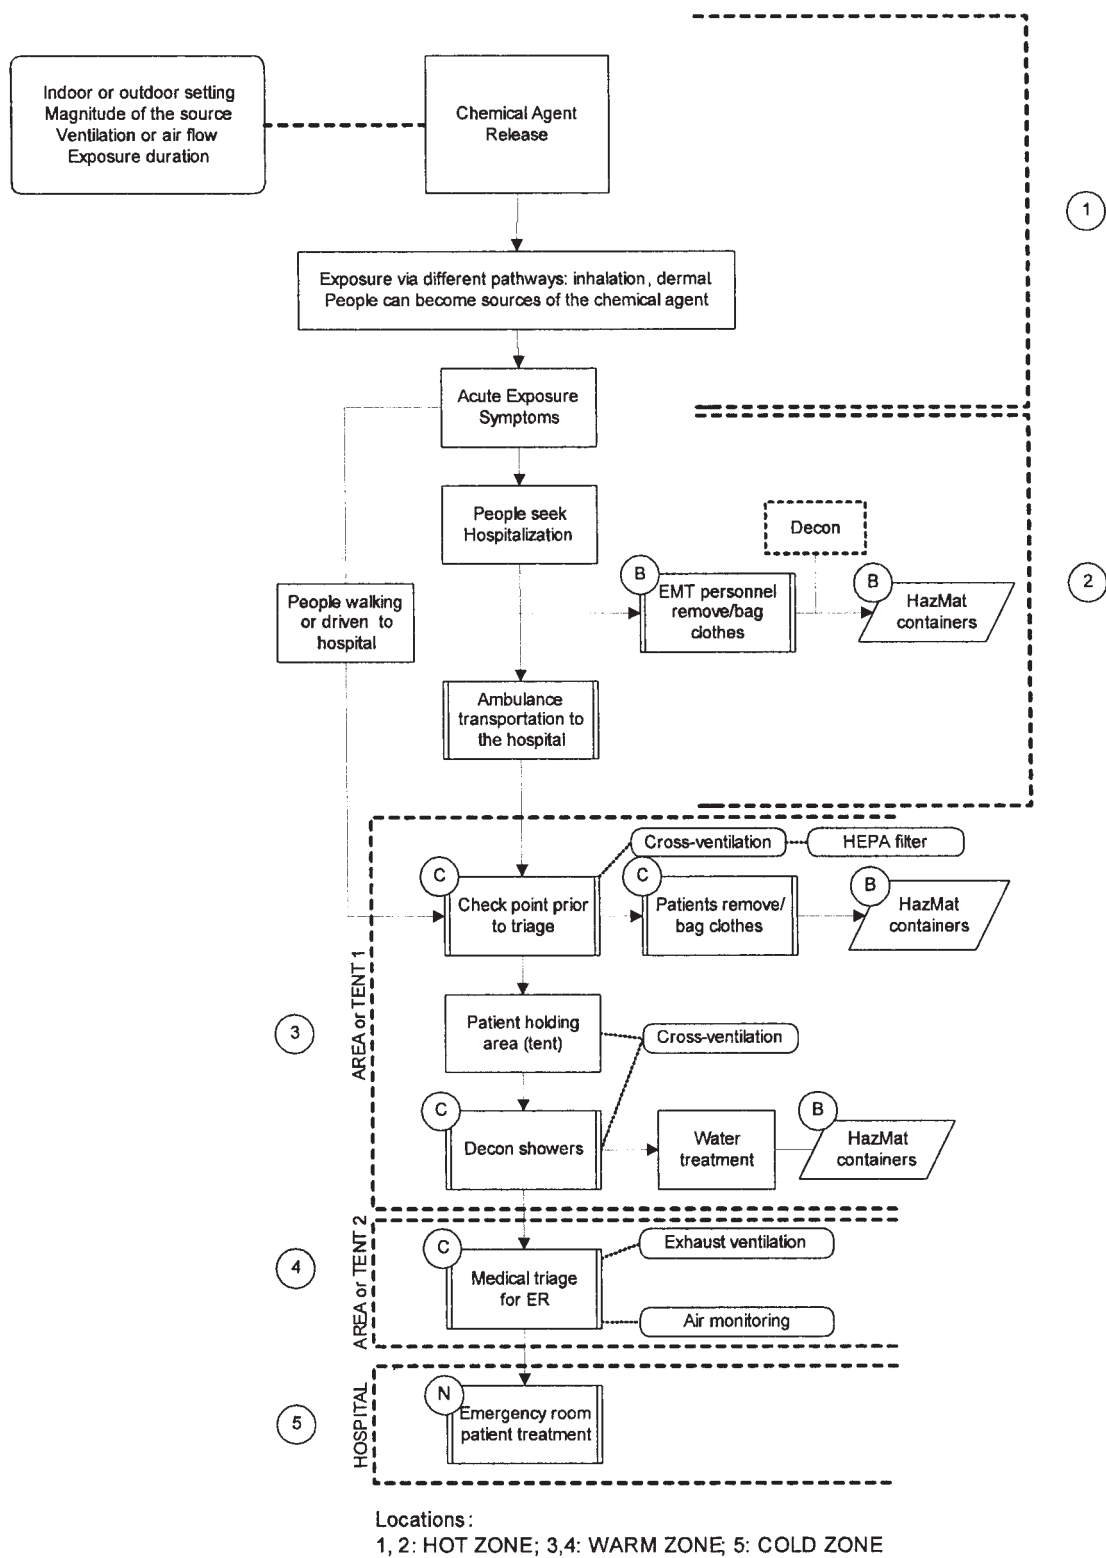 Indoor or outdoor setting
Magnitude of the source
Ventilation or air flow
Exposure duration
Chemical Agent
Release
1
Exposure via different pathways: inhalation, dermal.
People can become sources of the chemical agent
Acute Exposure
Symptoms
People seek
Hospitalization
Decon
B
EMT personnel
remove/bag
clothes
B
HazMat
containers
2
People walking
or driven to
hospital
Ambulance
transportation to
the hospital
Cross-ventilation
HEPA filter
C
Check point prior
to triage
C
Patients remove/
bag clothes
B
HazMat
containers
AREA or TENT 1
3
Patient holding
area (tent)
Cross-ventilation
C
Decon showers
Water
treatment
B
HazMat
containers
AREA or TENT 2
4
C
Medical triage
for ER
Exhaust ventilation
Air monitoring
HOSPITAL
5
N
Emergency room
patient treatment
Locations:
1, 2: HOT ZONE; 3,4: WARM ZONE; 5: COLD ZONE